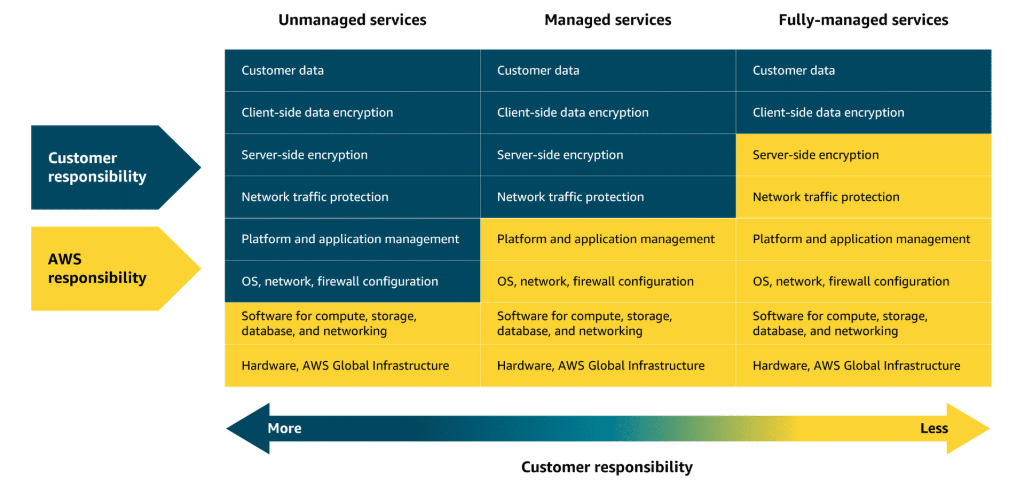 Unmanaged services
Managed services
Fully-managed services
Customer data
Customer data
Customer data
Client-side data encryption
Client-side data encryption
Client-side data encryption
Customer
responsibility
Server-side encryption
Server-side encryption
Server-side encryption
Network traffic protection
Network traffic protection
Network traffic protection
AWS
responsibility
Platform and application management
Platform and application management
Platform and application management
OS, network, firewall configuration
OS, network, firewall configuration
OS, network, firewall configuration
Software for compute, storage,
database, and networking
Software for compute, storage,
database, and networking
Software for compute, storage,
database, and networking
Hardware, AWS Global Infrastructure
Hardware, AWS Global Infrastructure
Hardware, AWS Global Infrastructure
More
Less
Customer responsibility